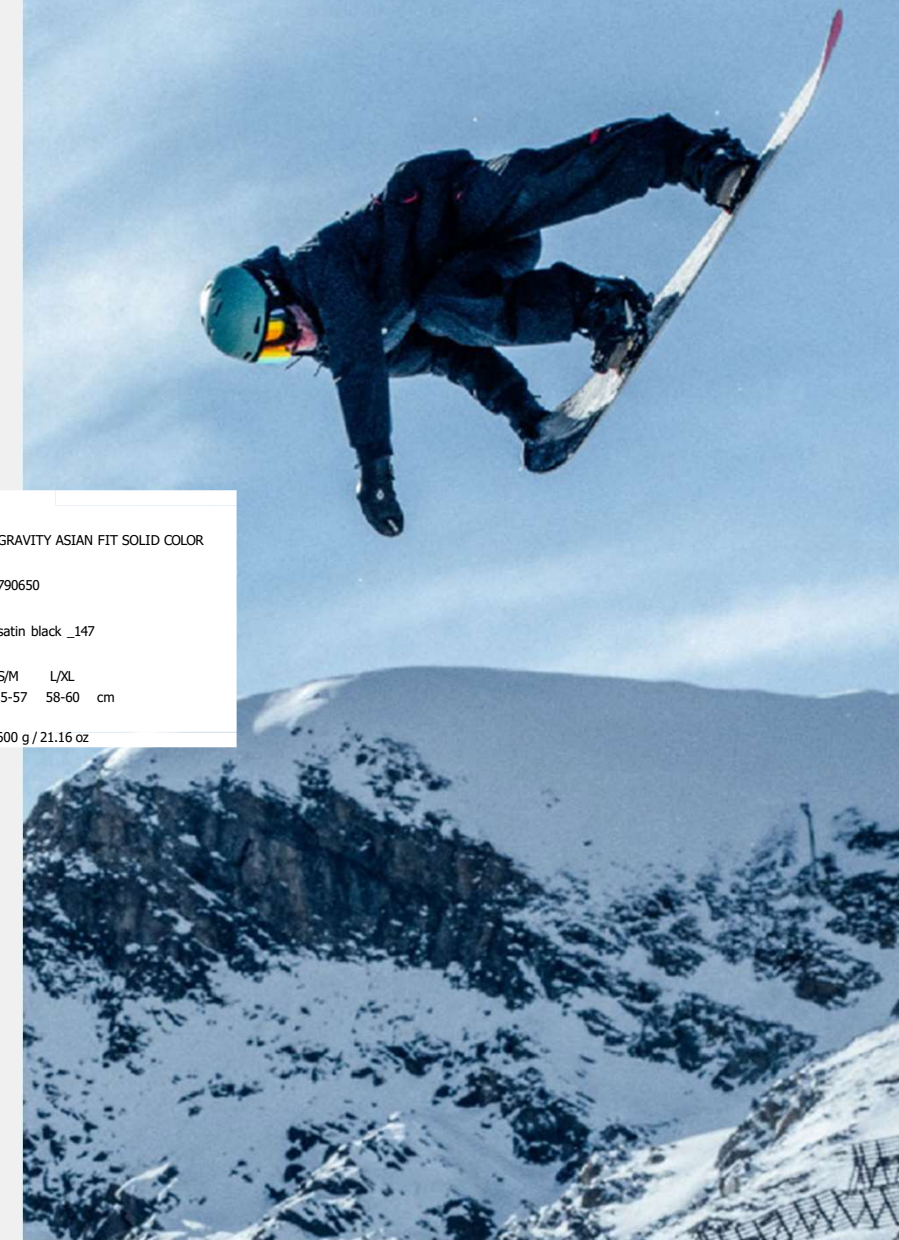 GRAVITY ASIAN FIT SOLID COLOR
790650
satin black _147
S/M L/XL
5-57 58-60 cm
600 g / 21.16 oz